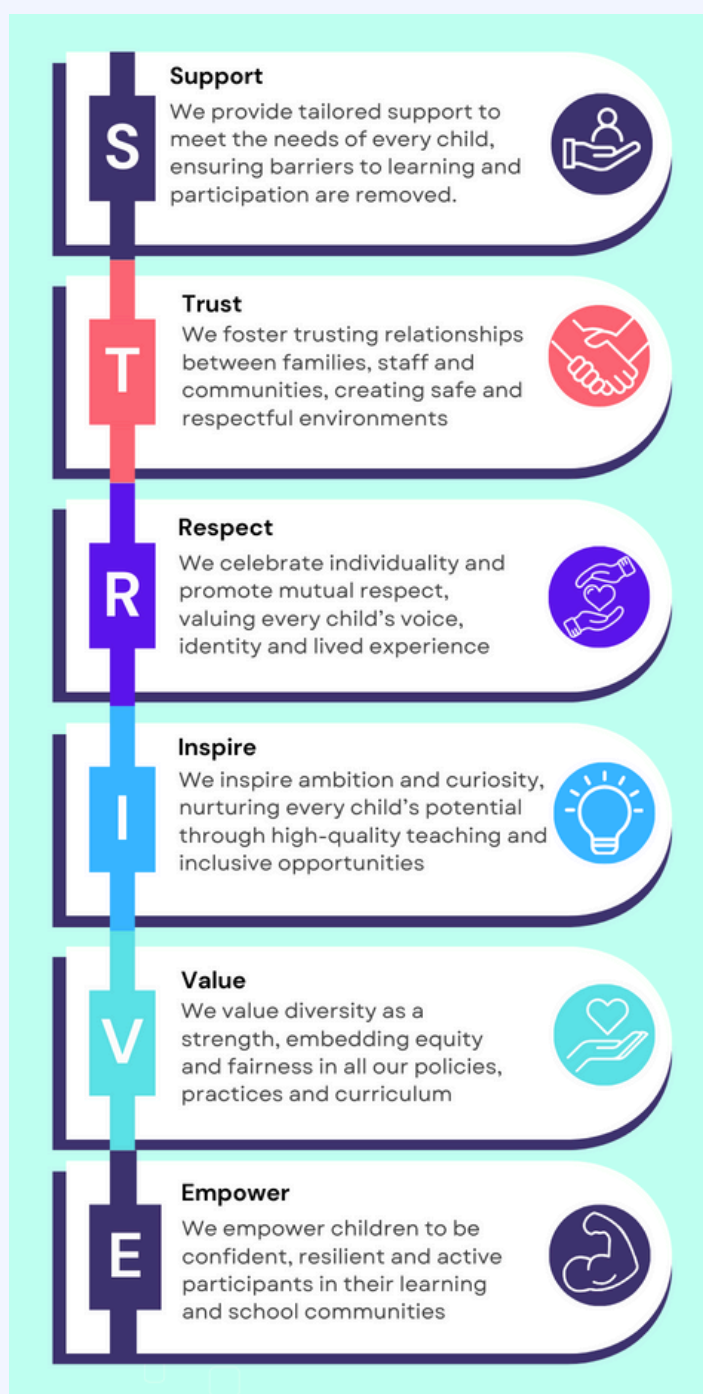 S
Support
We provide tailored support to
meet the needs of every child,
ensuring barriers to learning and
participation are removed.
T
Trust
We foster trusting relationships
between families, staff and
communities, creating safe and
respectful environments
R
Respect
We celebrate individuality and
promote mutual respect,
valuing every child's voice,
identity and lived experience
I
Inspire
We inspire ambition and curiosity,
nurturing every child's potential
through high-quality teaching and
inclusive opportunities
V
Value
We value diversity as a
strength, embedding equity
and fairness in all our policies,
practices and curriculum
E
Empower
We empower children to be
confident, resilient and active
participants in their learning
and school communities